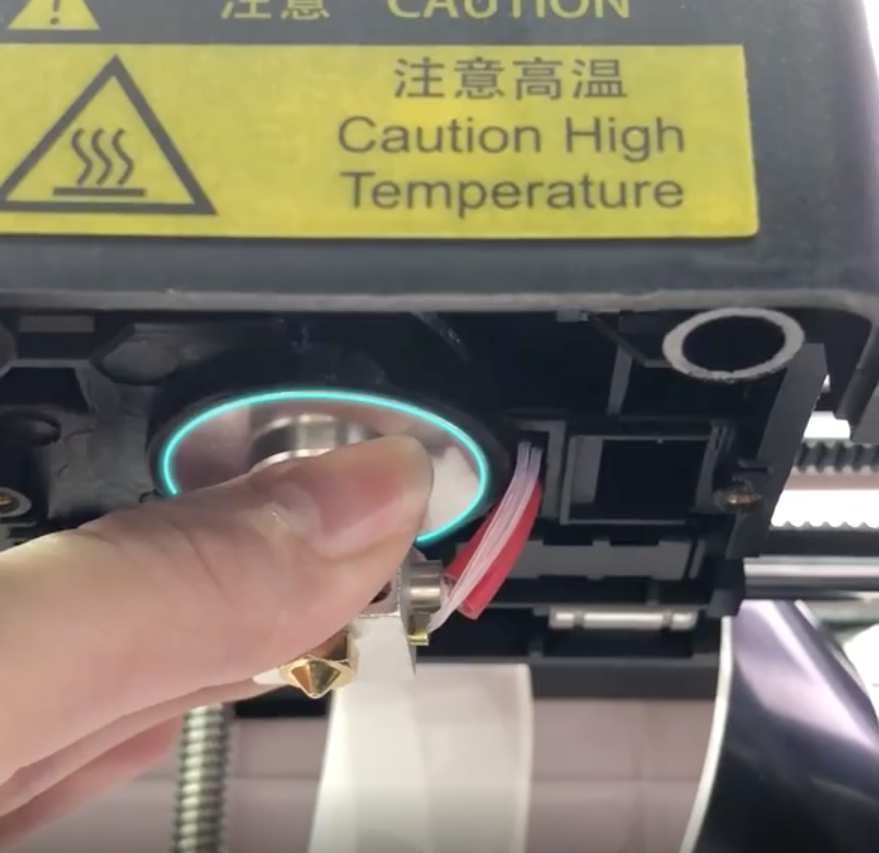 注意 CAUTION
注意高温
Caution High
Temperature